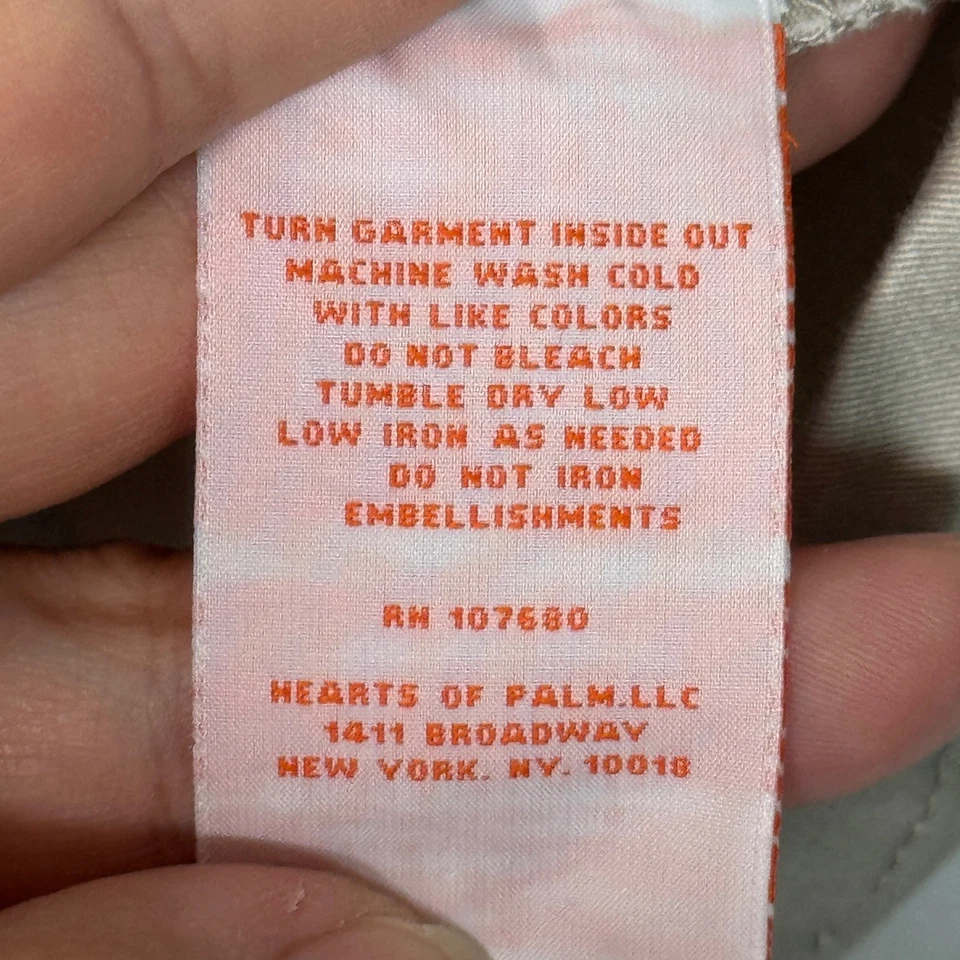 TURN GARMENT INSIDE OUT
MACHINE WASH COLD
WITH LIKE COLORS
DO NOT BLEACH
TUMBLE DRY LOW
LOW IRON AS NEEDED
DO NOT IRON
EMBELLISHMENTS
RN 107680
HEARTS OF PALM.LLC
1411 BROADWAY
NEW YORK. NY. 10018